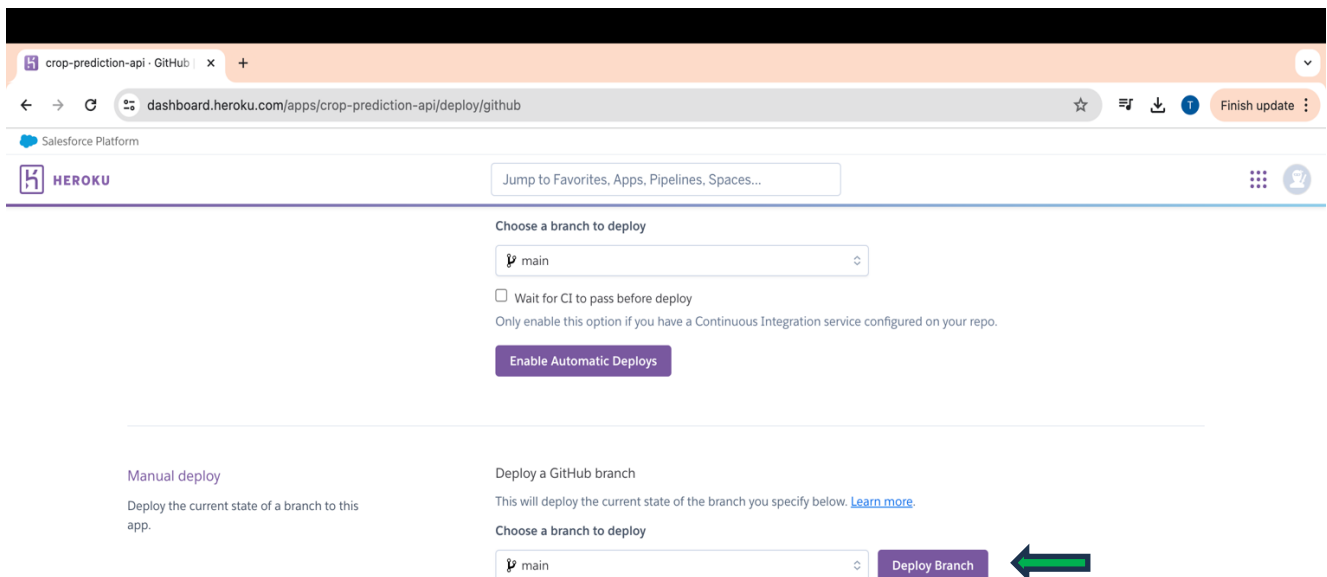 crop-prediction-api · GitHub
dashboard.heroku.com/apps/crop-prediction-api/deploy/github
T
Finish update
Salesforce Platform
HEROKU
Jump to Favorites, Apps, Pipelines, Spaces...
Choose a branch to deploy
main
Wait for CI to pass before deploy
Only enable this option if you have a Continuous Integration service configured on your repo.
Enable Automatic Deploys
Manual deploy
Deploy the current state of a branch to this
app.
Deploy a GitHub branch
This will deploy the current state of the branch you specify below. Learn more.
Choose a branch to deploy
main
Deploy Branch